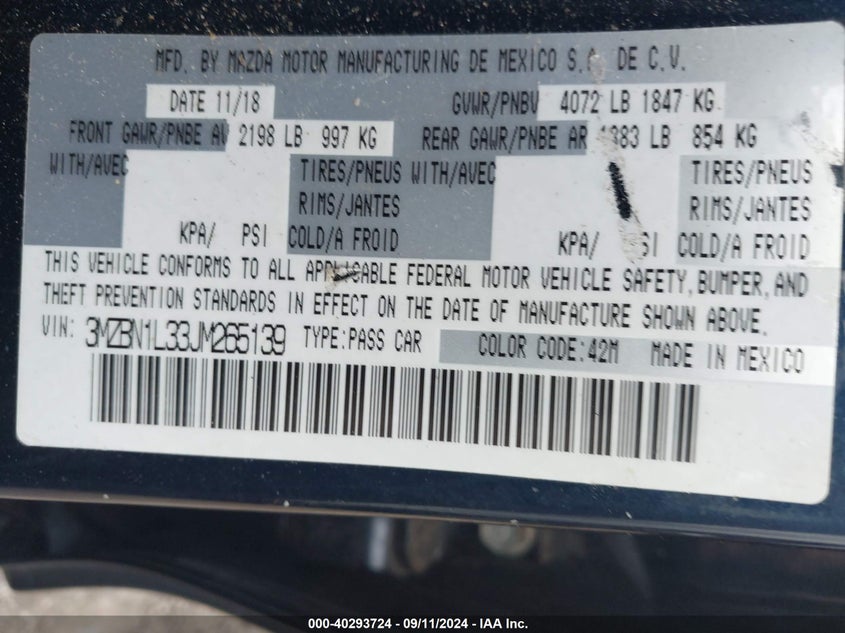 MFD. BY MAZDA MOTOR MANUFACTURING DE MEXICO S.A. DE C.V.
DATE 11/18 GVWR/PNBV 4072 LB 1847 KG
FRONT GAWR/PNBE AV 2198 LB 997 KG REAR GAWR/PNBE AR 1883 LB 854 KG
WITH/AVEC TIRES/PNEUS WITH/AVEC TIRES/PNEUS
RIMS/JANTES RIMS/JANTES
KPA/ PSI COLD/A FROID KPA/ PSI COLD/A FROID
THIS VEHICLE CONFORMS TO ALL APPLICABLE FEDERAL MOTOR VEHICLE SAFETY, BUMPER, AND
THEFT PREVENTION STANDARDS IN EFFECT ON THE DATE OF MANUFACTURE SHOWN ABOVE.
VIN: 3MZBN1L33JM265139 TYPE:PASS CAR COLOR CODE:42M MADE IN MEXICO
000-40293724 - 09/11/2024 - IAA Inc.